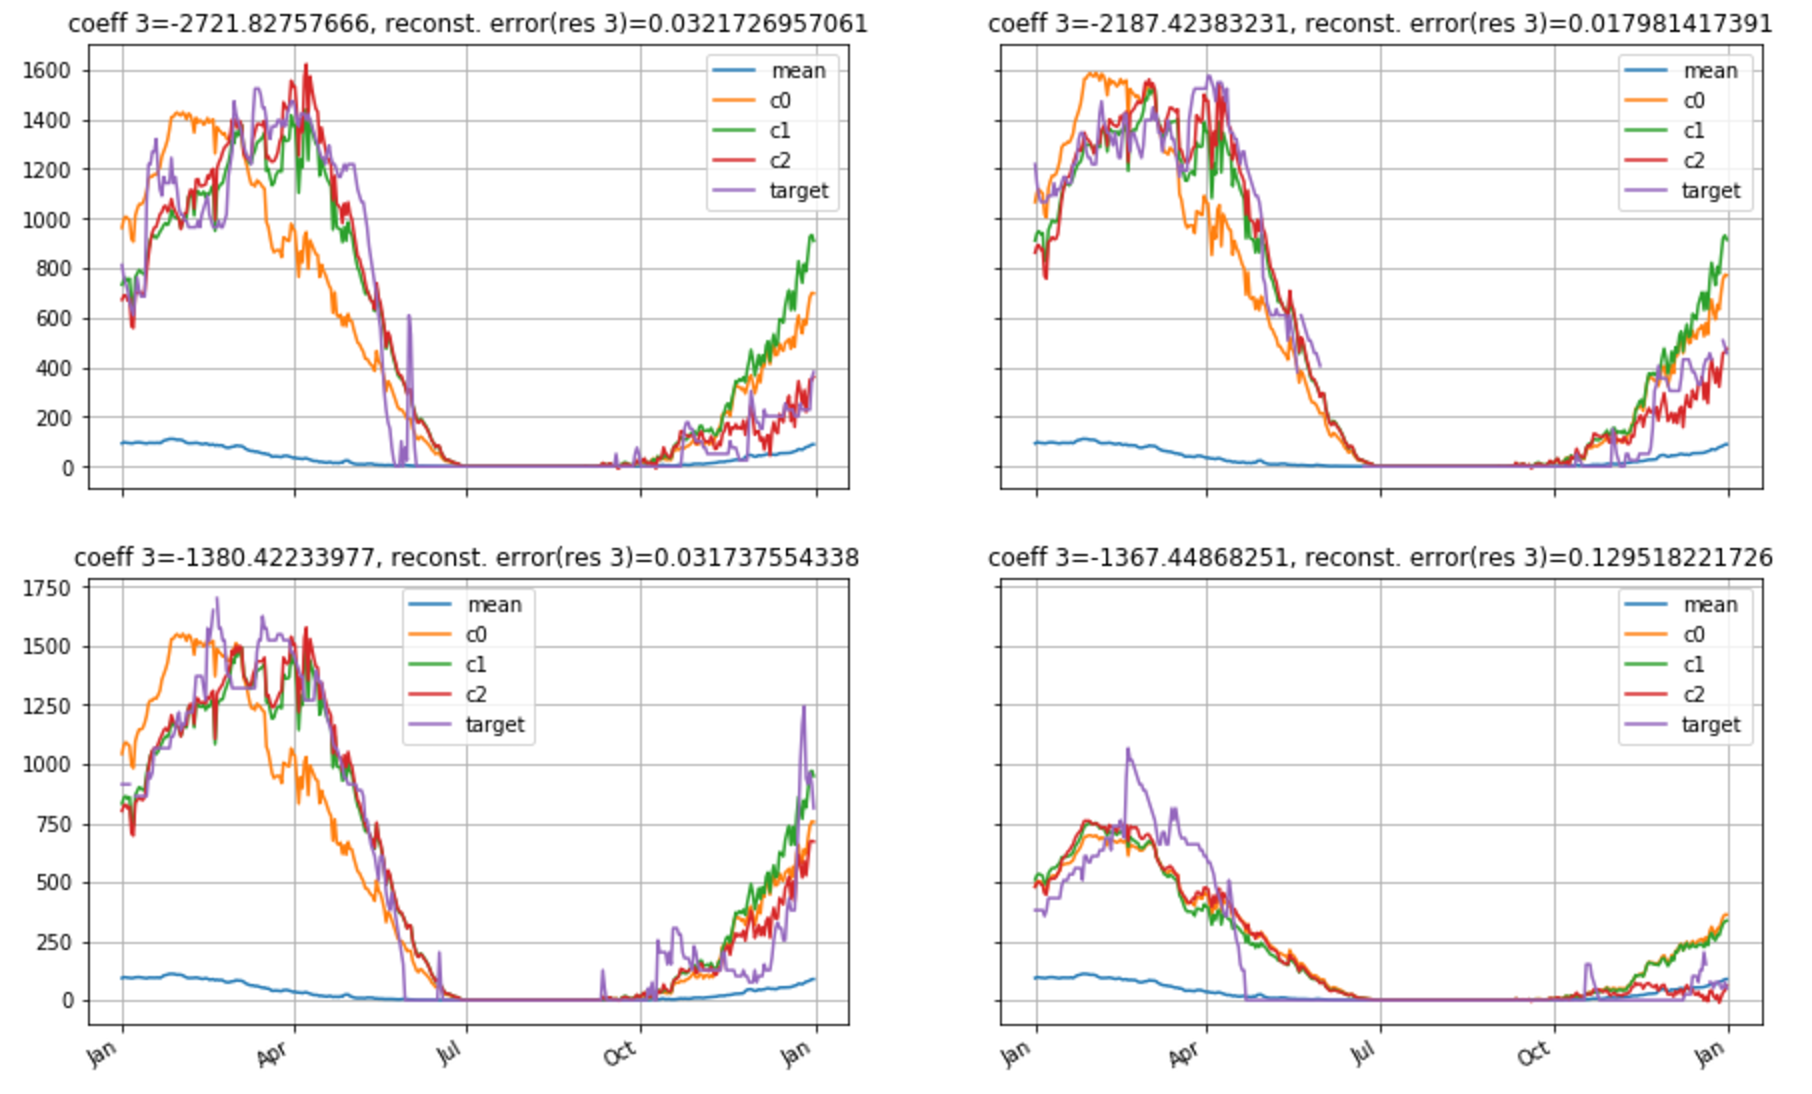 coeff 3=-2721.82757666, reconst. error(res 3)=0.0321726957061
1600
1400
1200
1000
800
600
400
200
0
mean
c0
c1
c2
target
coeff 3=-2187.42383231, reconst. error(res 3)=0.017981417391
mean
c0
c1
c2
target
coeff 3=-1380.42233977, reconst. error(res 3)=0.031737554338
1750
1500
1250
1000
750
500
250
0
mean
c0
c1
c2
target
Jan
Apr
Jul
Oct
Jan
coeff 3=-1367.44868251, reconst. error(res 3)=0.129518221726
mean
c0
c1
c2
target
Jan
Apr
Jul
Oct
Jan